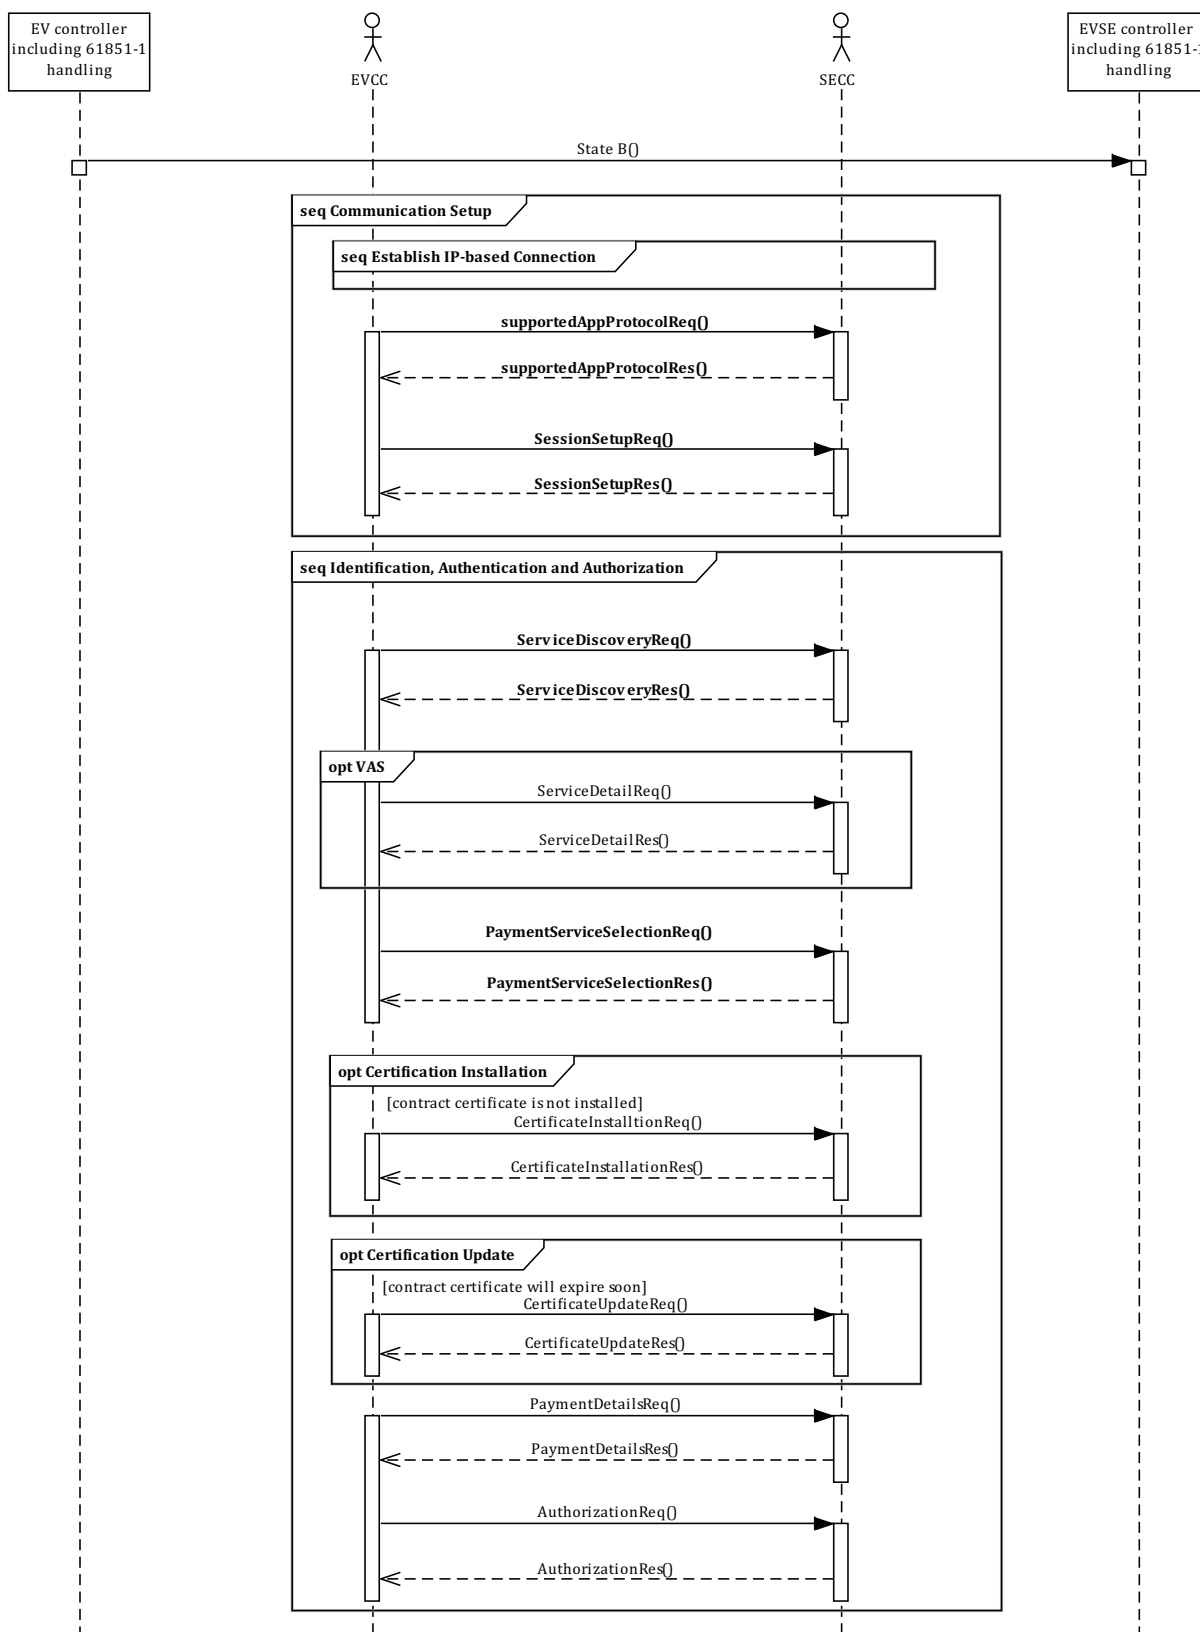 EV controller
including 61851-1
handling
EVCC
SECC
EVSE controller
including 61851-1
handling
State B()
seq Communication Setup
seq Establish IP-based Connection
supportedAppProtocolReq()
supportedAppProtocolRes()
SessionSetupReq()
SessionSetupRes()
seq Identification, Authentication and Authorization
ServiceDiscoveryReq()
ServiceDiscoveryRes()
opt VAS
ServiceDetailReq()
ServiceDetailRes()
PaymentServiceSelectionReq()
PaymentServiceSelectionRes()
opt Certification Installation
[contract certificate is not installed]
CertificateInstalltionReq()
CertificateInstallationRes()
opt Certification Update
[contract certificate will expire soon]
CertificateUpdateReq()
CertificateUpdateRes()
PaymentDetailsReq()
PaymentDetailsRes()
AuthorizationReq()
AuthorizationRes()